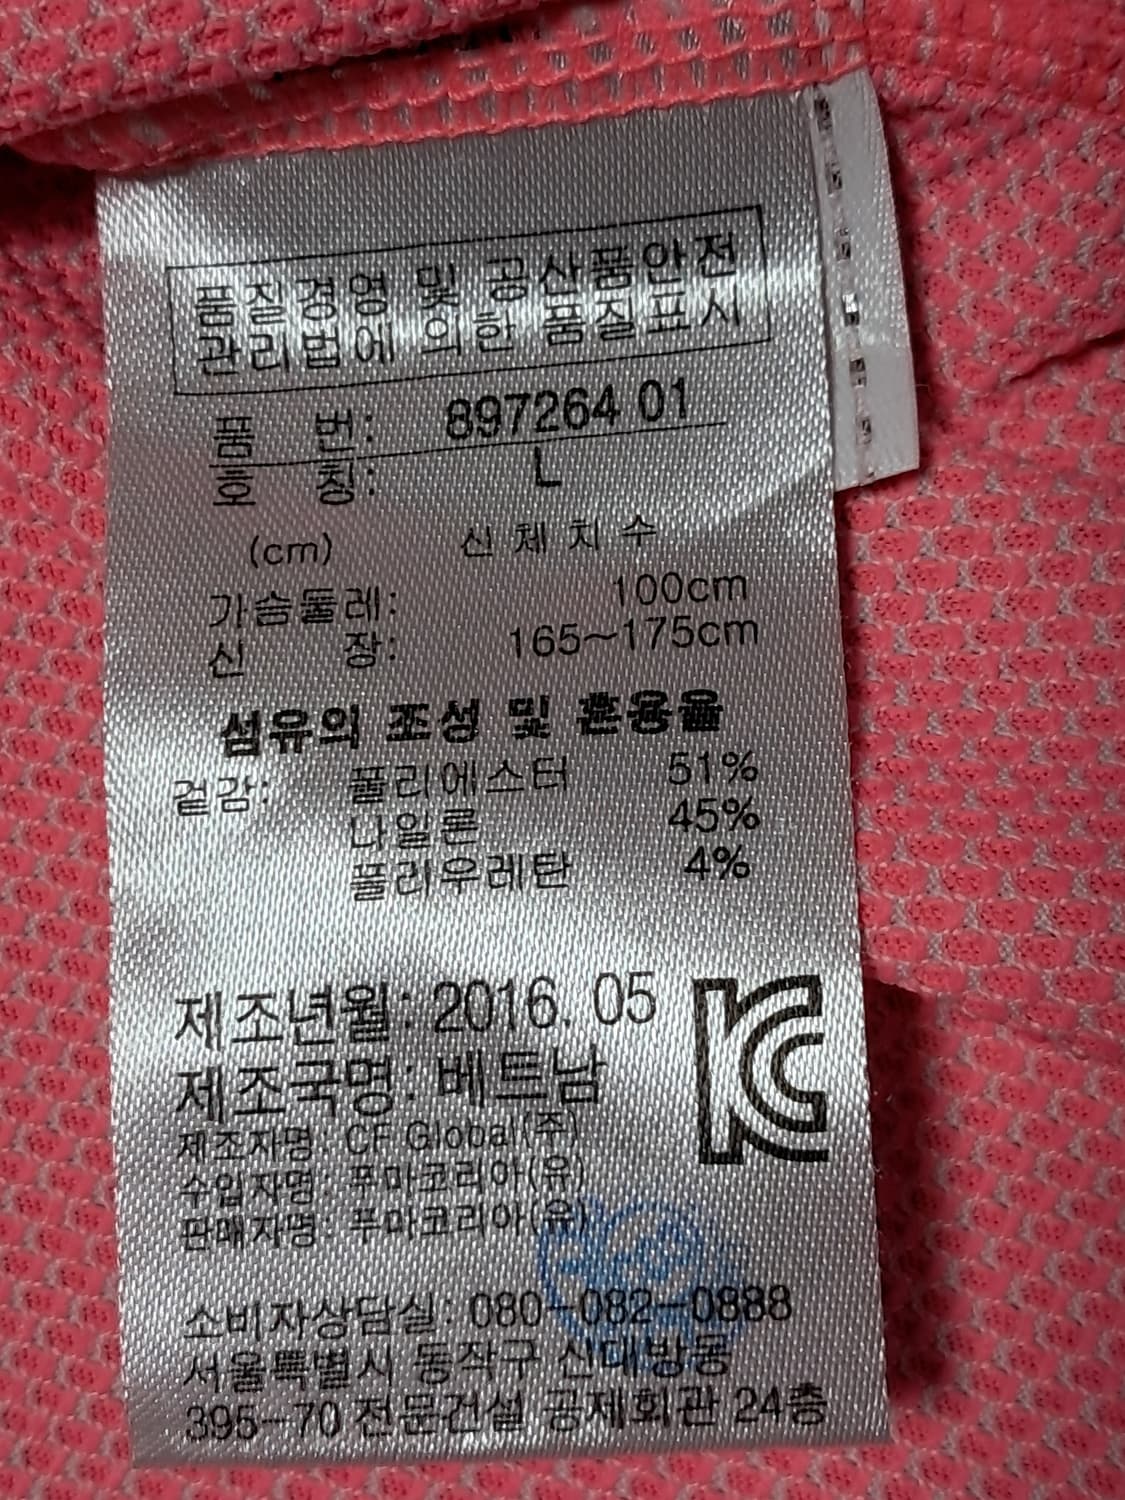 품질경영 및 공산품안전
관리법에 의한 품질표시
품 번: 897264 01
호 칭: L
(cm) 신체치수
가슴둘레: 100cm
신 장: 165~175cm
섬유의 조성 및 혼용율
겉감: 폴리에스터 51%
나일론 45%
폴리우레탄 4%
제조년월: 2016. 05
제조국명: 베트남
KC
제조자명: CF Global(주)
수입자명: 푸마코리아(유)
판매자명: 푸마코리아(유)
소비자상담실: 080-082-0888
서울특별시 동작구 신대방동
395-70 전문건설 공제회관 24층